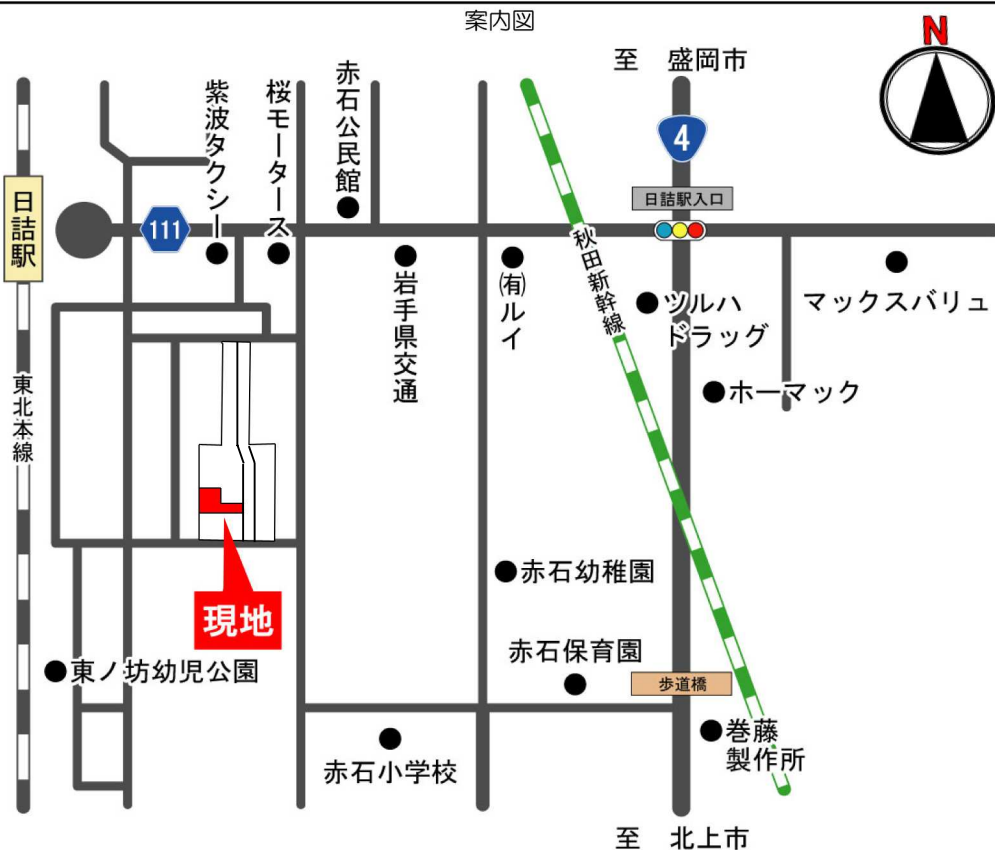 案内図
N
至 盛岡市
赤石公民館
桜モータース
紫波タクシー
4
日詰駅入口
日詰駅
111
秋田新幹線
岩手県交通
㈲ルイ
ツルハ
ドラッグ
マックスバリュ
ホーマック
東北本線
赤石幼稚園
現地
赤石保育園
東ノ坊幼児公園
歩道橋
巻藤
製作所
赤石小学校
至 北上市